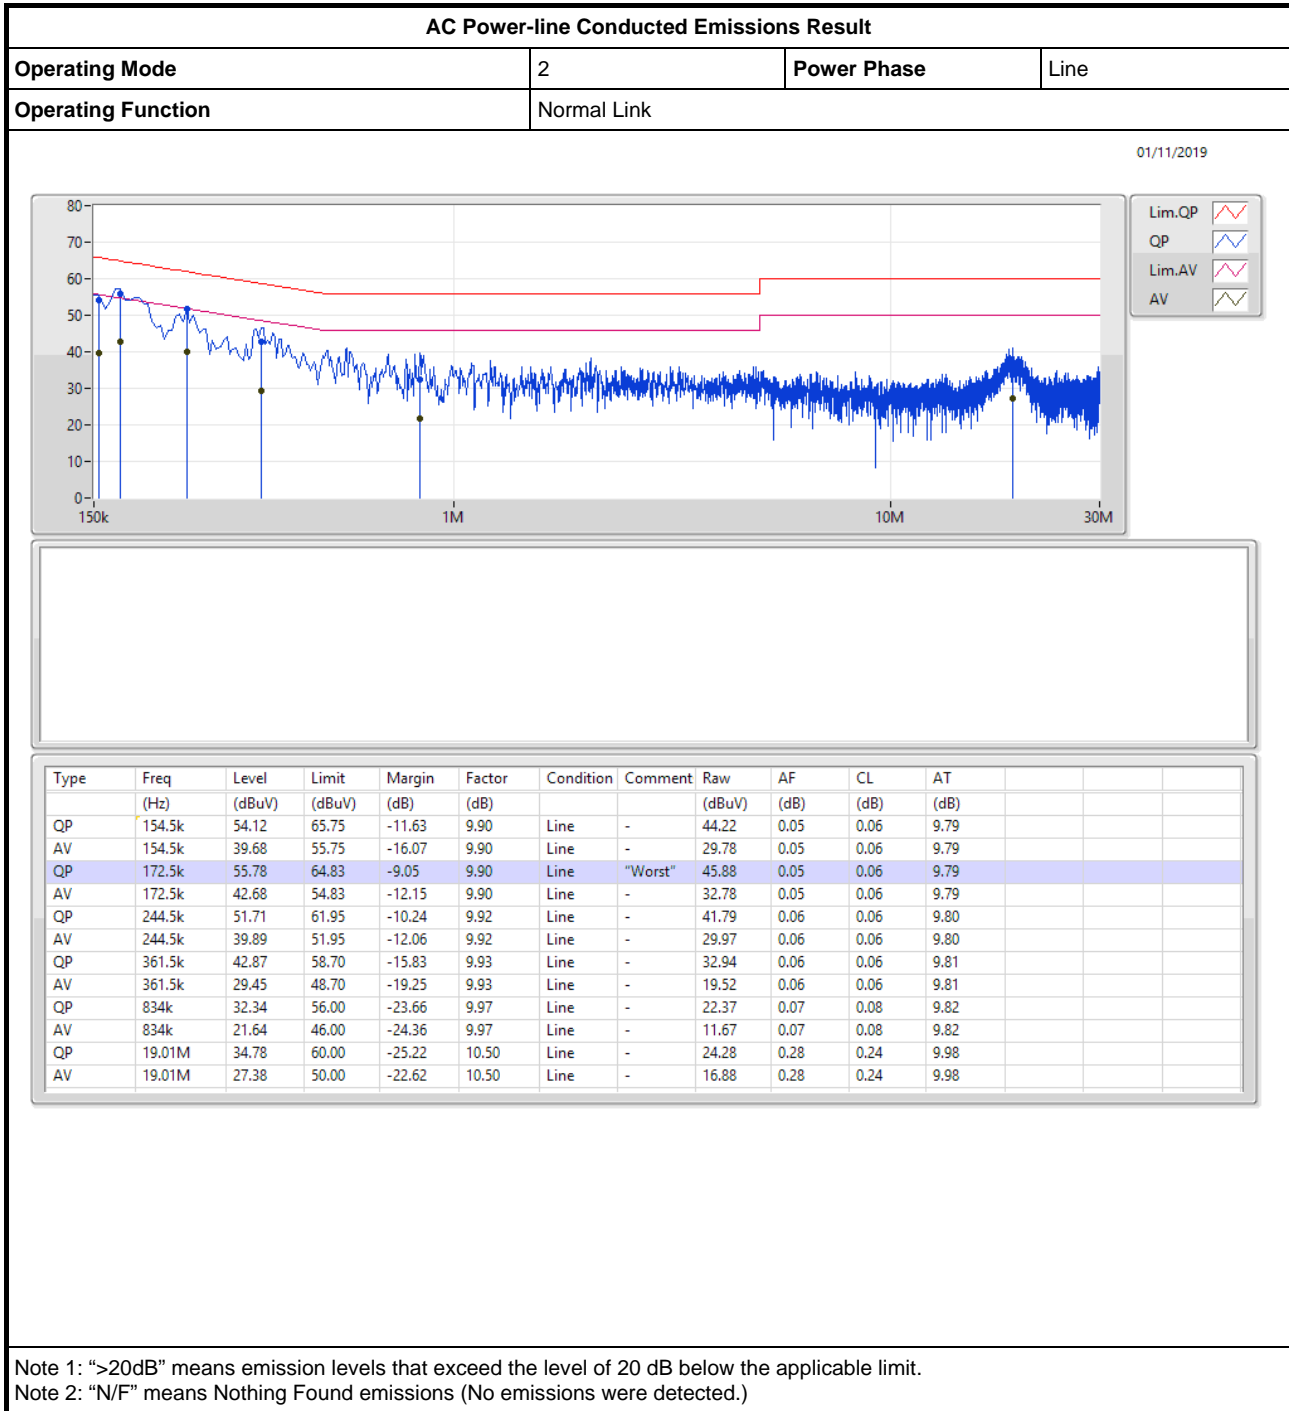 AC Power-line Conducted Emissions Result
Operating Mode 2 Power Phase Line
Operating Function Normal Link
01/11/2019
80
70
60
50
40
30
20
10
0
150k 1M 10M 30M
Lim.QP
QP
Lim.AV
AV
Type Freq Level Limit Margin Factor Condition Comment Raw AF CL AT
(Hz) (dBuV) (dBuV) (dB) (dB) (dBuV) (dB) (dB) (dB)
QP 154.5k 54.12 65.75 -11.63 9.90 Line - 44.22 0.05 0.06 9.79
AV 154.5k 39.68 55.75 -16.07 9.90 Line - 29.78 0.05 0.06 9.79
QP 172.5k 55.78 64.83 -9.05 9.90 Line "Worst" 45.88 0.05 0.06 9.79
AV 172.5k 42.68 54.83 -12.15 9.90 Line - 32.78 0.05 0.06 9.79
QP 244.5k 51.71 61.95 -10.24 9.92 Line - 41.79 0.06 0.06 9.80
AV 244.5k 39.89 51.95 -12.06 9.92 Line - 29.97 0.06 0.06 9.80
QP 361.5k 42.87 58.70 -15.83 9.93 Line - 32.94 0.06 0.06 9.81
AV 361.5k 29.45 48.70 -19.25 9.93 Line - 19.52 0.06 0.06 9.81
QP 834k 32.34 56.00 -23.66 9.97 Line - 22.37 0.07 0.08 9.82
AV 834k 21.64 46.00 -24.36 9.97 Line - 11.67 0.07 0.08 9.82
QP 19.01M 34.78 60.00 -25.22 10.50 Line - 24.28 0.28 0.24 9.98
AV 19.01M 27.38 50.00 -22.62 10.50 Line - 16.88 0.28 0.24 9.98
Note 1: “>20dB” means emission levels that exceed the level of 20 dB below the applicable limit.
Note 2: “N/F” means Nothing Found emissions (No emissions were detected.)